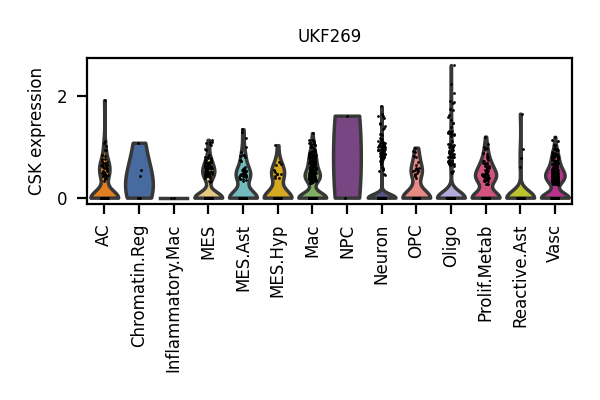 UKF269
CSK expression
2
0
AC
Chromatin.Reg
Inflammatory.Mac
MES
MES.Ast
MES.Hyp
Mac
NPC
Neuron
OPC
Oligo
Prolif.Metab
Reactive.Ast
Vasc